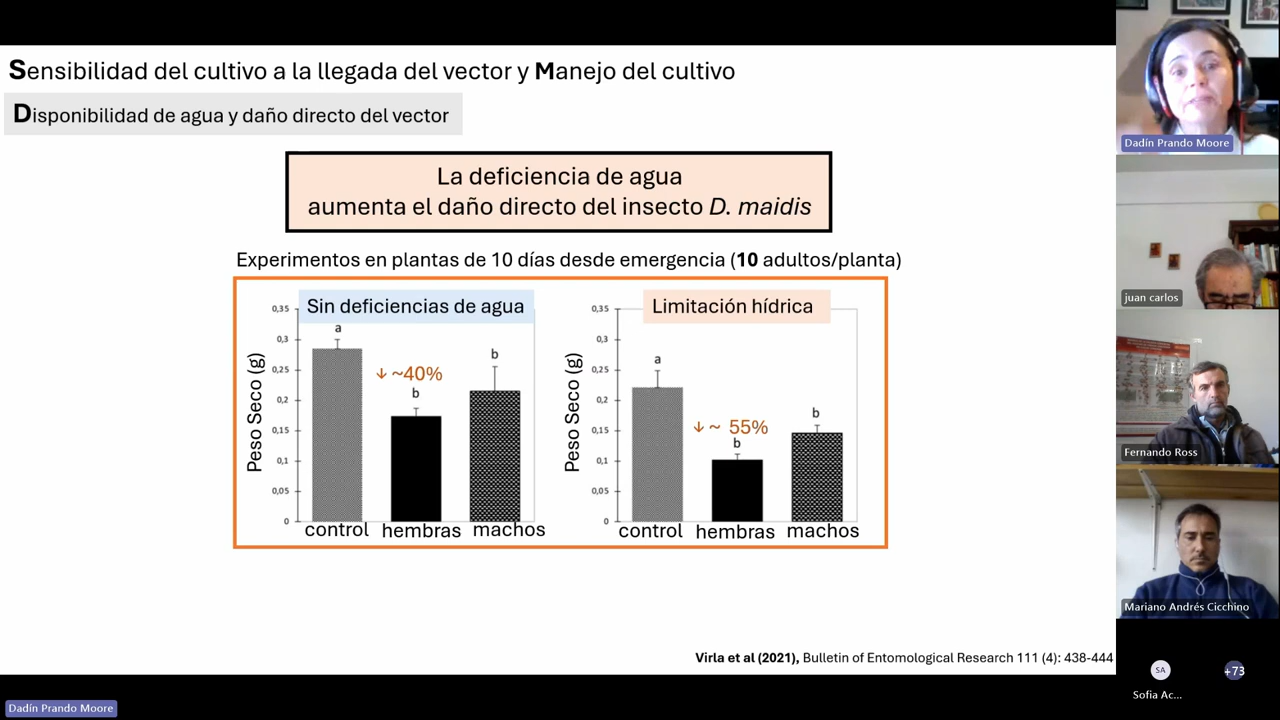 Sensibilidad del cultivo a la llegada del vector y Manejo del cultivo
Disponibilidad de agua y daño directo del vector
La deficiencia de agua
aumenta el daño directo del insecto D. maidis
Experimentos en plantas de 10 días desde emergencia (10 adultos/planta)
Sin deficiencias de agua
Peso Seco (g)
0,35
0,3
0,25
0,2
0,15
0,1
0,05
0
a
↓ ~40%
b
b
control
hembras
machos
Limitación hídrica
Peso Seco (g)
0,35
0,3
0,25
0,2
0,15
0,1
0,05
0
a
↓ ~ 55%
b
b
control
hembras
machos
Virla et al (2021), Bulletin of Entomological Research 111 (4): 438-444
Dadín Prando Moore
Dadín Prando Moore
juan carlos
Fernando Ross
Mariano Andrés Cicchino
SA
Sofia Ac...
+73